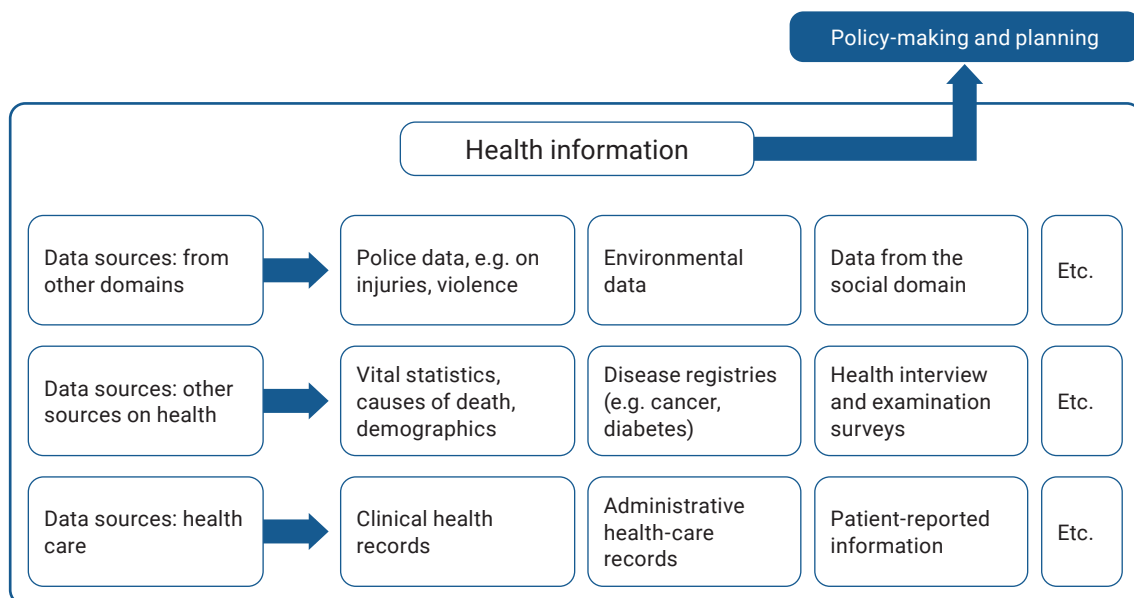 Policy-making and planning
Health information
Data sources: from
other domains
Police data, e.g. on
injuries, violence
Environmental
data
Data from the
social domain
Etc.
Data sources: other
sources on health
Vital statistics,
causes of death,
demographics
Disease registries
(e.g. cancer,
diabetes)
Health interview
and examination
surveys
Etc.
Data sources: health
care
Clinical health
records
Administrative
health-care
records
Patient-reported
information
Etc.